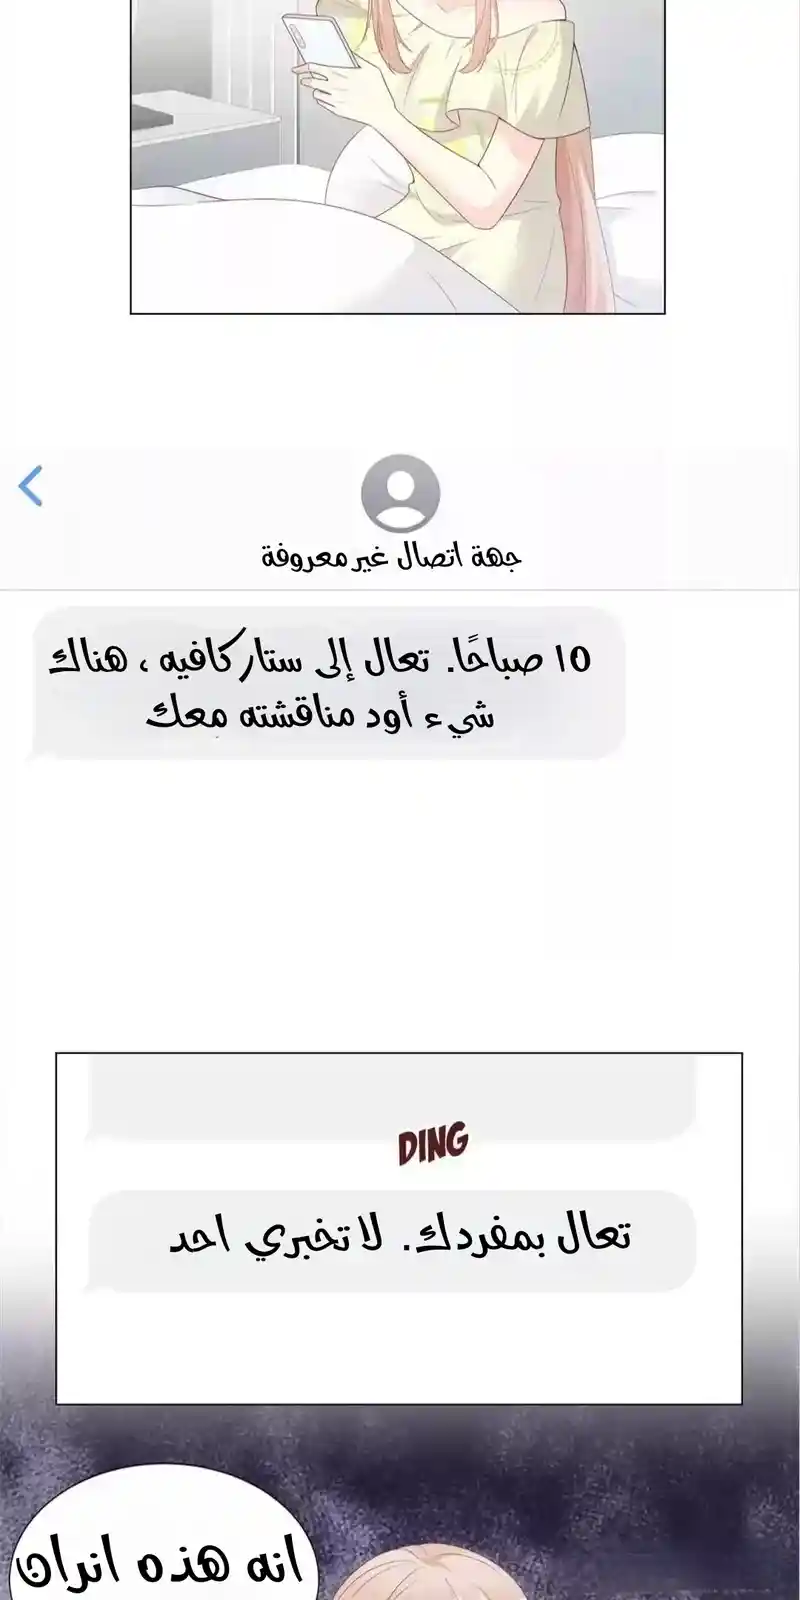 جهة اتصال غير معروفة
10 صباحًا. تعال إلى ستار كافيه ، هناك
شيء أود مناقشته معك
DING
تعال بمفردك. لا تخبري احد
انه هذه انران